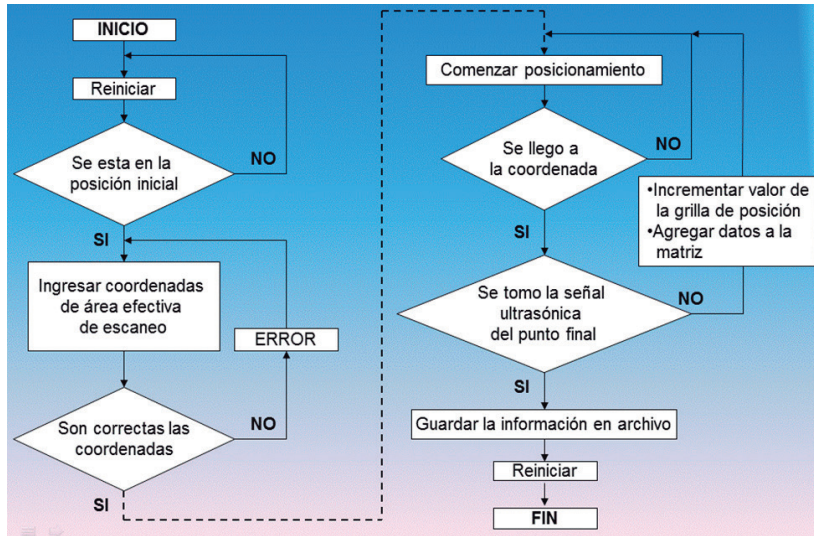 INICIO
Reiniciar
Se esta en la
posición inicial
NO
SI
Ingresar coordenadas
de área efectiva
de escaneo
ERROR
Son correctas las
coordenadas
NO
SI
Comenzar posicionamiento
Se llego a
la coordenada
NO
SI
•Incrementar valor de
la grilla de posición
•Agregar datos a la
matriz
Se tomo la señal
ultrasónica
del punto final
NO
SI
Guardar la información en archivo
Reiniciar
FIN